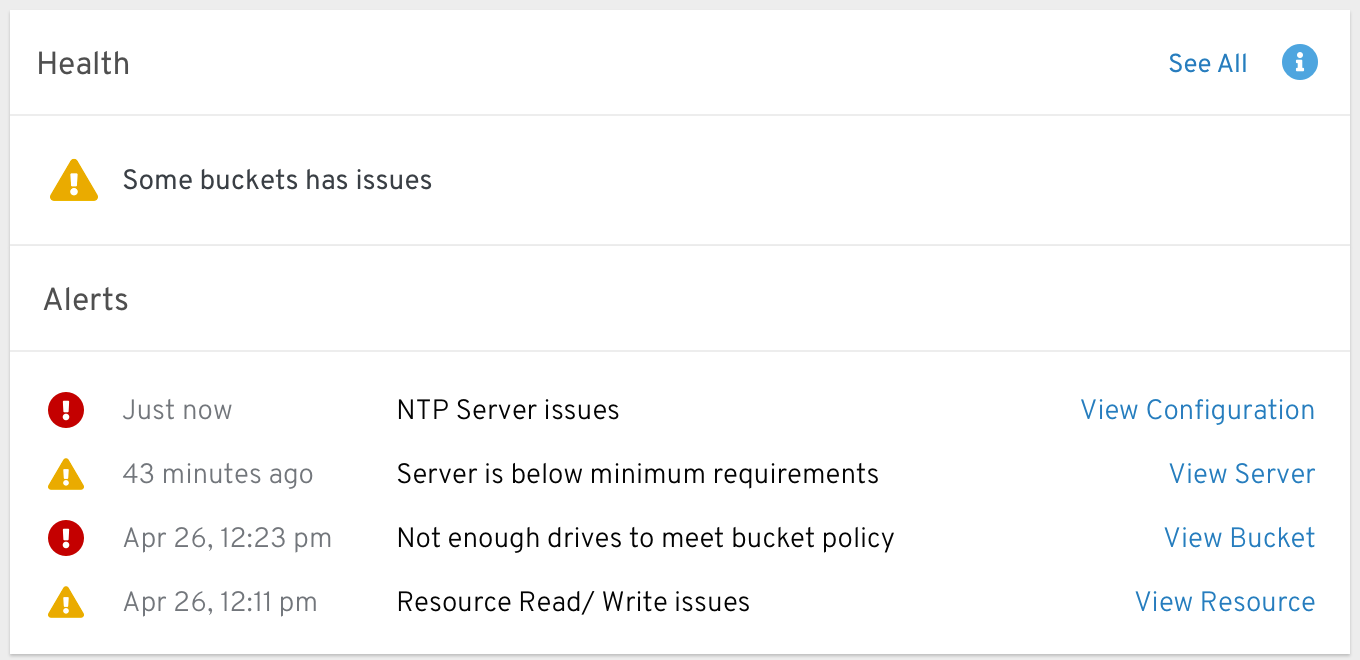 Health See All
Some buckets has issues
Alerts
Just now NTP Server issues View Configuration
43 minutes ago Server is below minimum requirements View Server
Apr 26, 12:23 pm Not enough drives to meet bucket policy View Bucket
Apr 26, 12:11 pm Resource Read/ Write issues View Resource